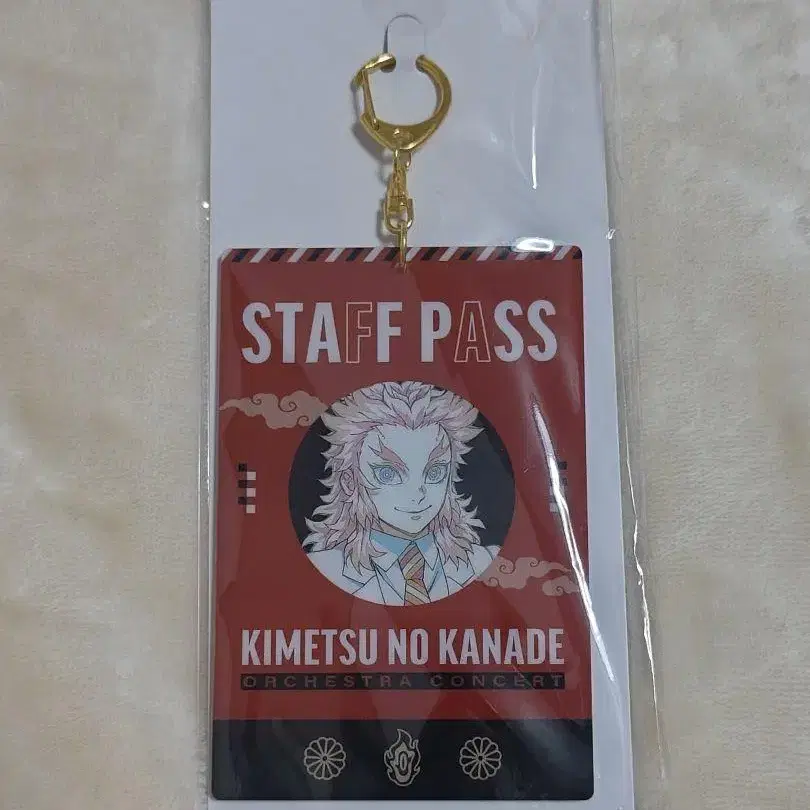 STAFF PASS
KIMETSU NO KANADE
ORCHESTRA CONCERT